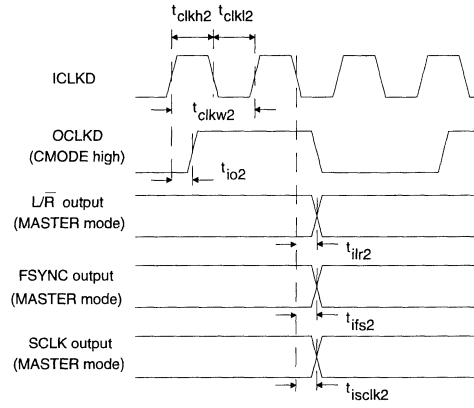 tclkh2 tclkl2
ICLKD
tclkw2
OCLKD
(CMODE high)
tio2
L/R̅ output
(MASTER mode)
tilr2
FSYNC output
(MASTER mode)
tifs2
SCLK output
(MASTER mode)
tisclk2